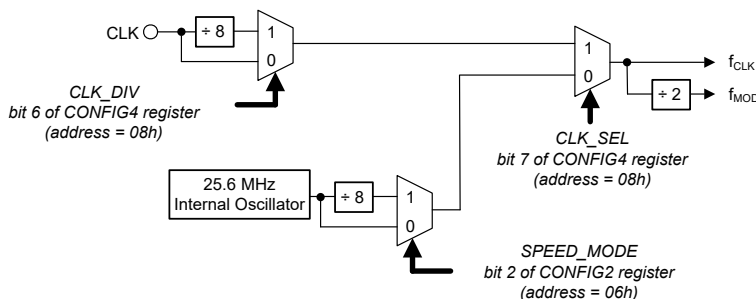 CLK
÷ 8
1
0
CLK_DIV
bit 6 of CONFIG4 register
(address = 08h)
1
0
fCLK
÷ 2
fMOD
CLK_SEL
bit 7 of CONFIG4 register
(address = 08h)
25.6 MHz
Internal Oscillator
÷ 8
1
0
SPEED_MODE
bit 2 of CONFIG2 register
(address = 06h)